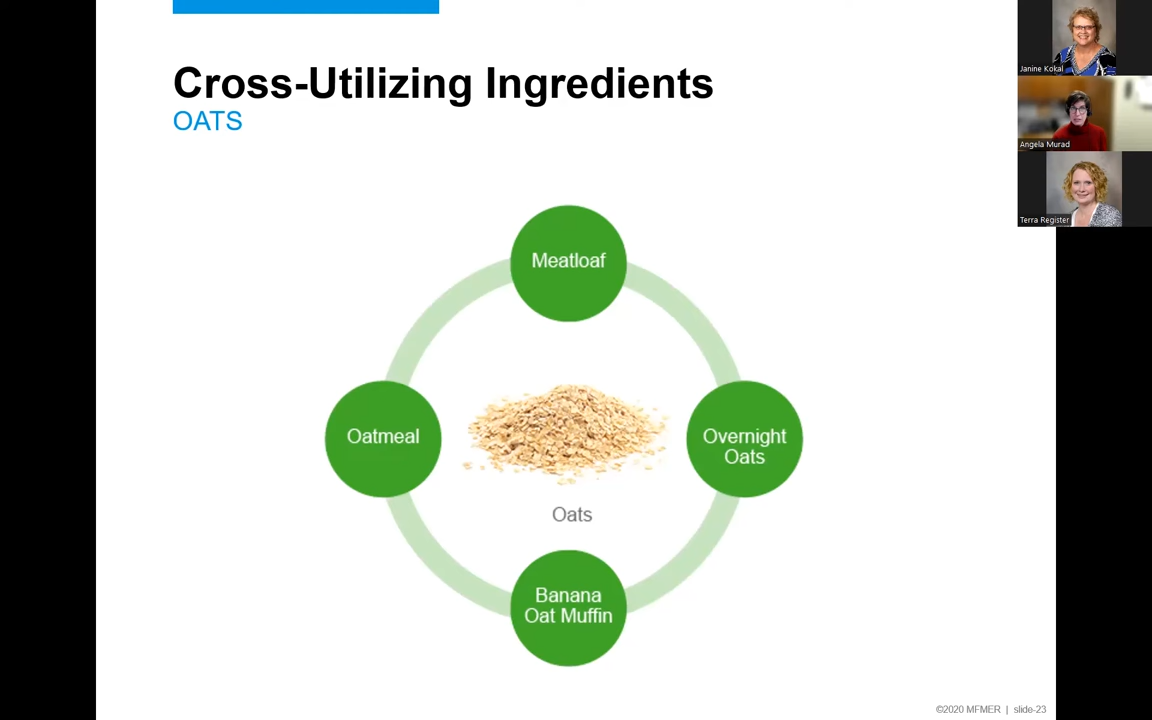 Cross-Utilizing Ingredients
OATS
Janine Kokal
Angela Murad
Terra Register
Meatloaf
Oatmeal
Overnight
Oats
Oats
Banana
Oat Muffin
©2020 MFMER | slide-23